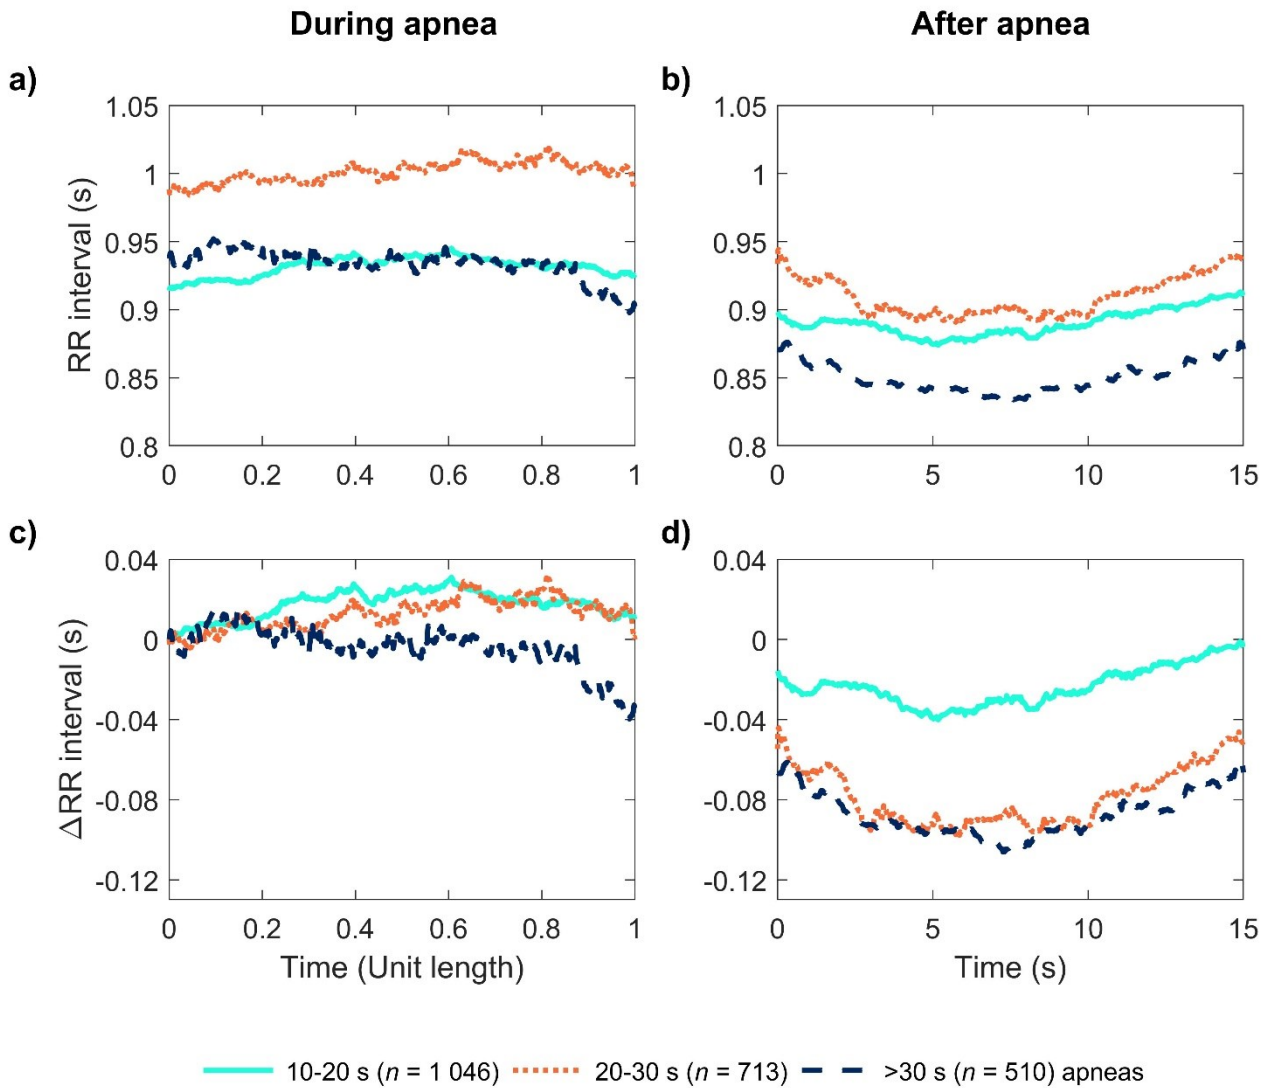 During apnea
After apnea
a)
RR interval (s)
1.05
1
0.95
0.9
0.85
0.8
0 0.2 0.4 0.6 0.8 1
b)
1.05
1
0.95
0.9
0.85
0.8
0 5 10 15
c)
ΔRR interval (s)
0.04
0
-0.04
-0.08
-0.12
0 0.2 0.4 0.6 0.8 1
Time (Unit length)
d)
0.04
0
-0.04
-0.08
-0.12
0 5 10 15
Time (s)
10-20 s (n = 1 046) 20-30 s (n = 713) >30 s (n = 510) apneas